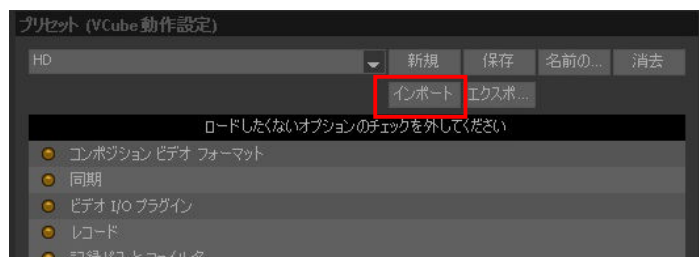 プリセット (VCube 動作設定)
HD 新規 保存 名前の... 消去
インポート エクスポ...
ロードしたくないオプションのチェックを外してください
コンポジション ビデオ フォーマット
同期
ビデオ I/O プラグイン
レコード